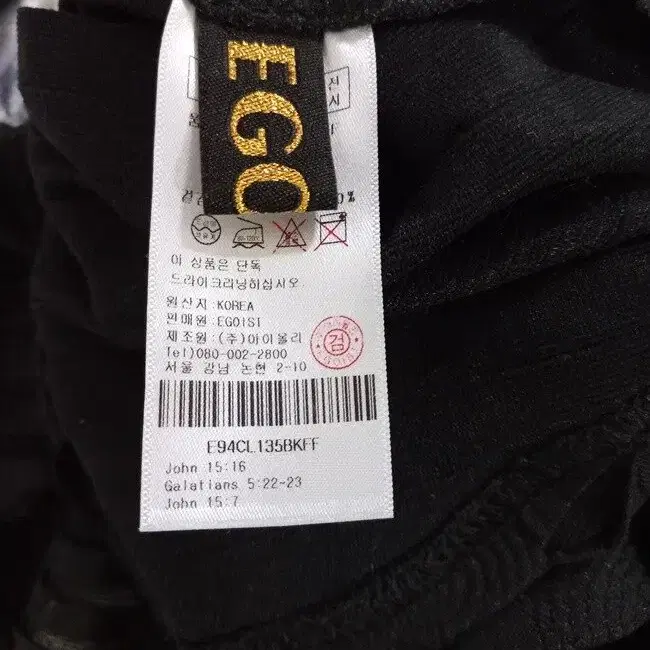 EGO
%
이 상품은 단독
드라이크리닝하십시오
원산지:KOREA
판매원:EGOIST
제조원:(주)아이올리
Tel)080-002-2800
서울 강남 논현 2-10
검
E94CL135BKFF
John 15:16
Galatians 5:22-23
John 15:7